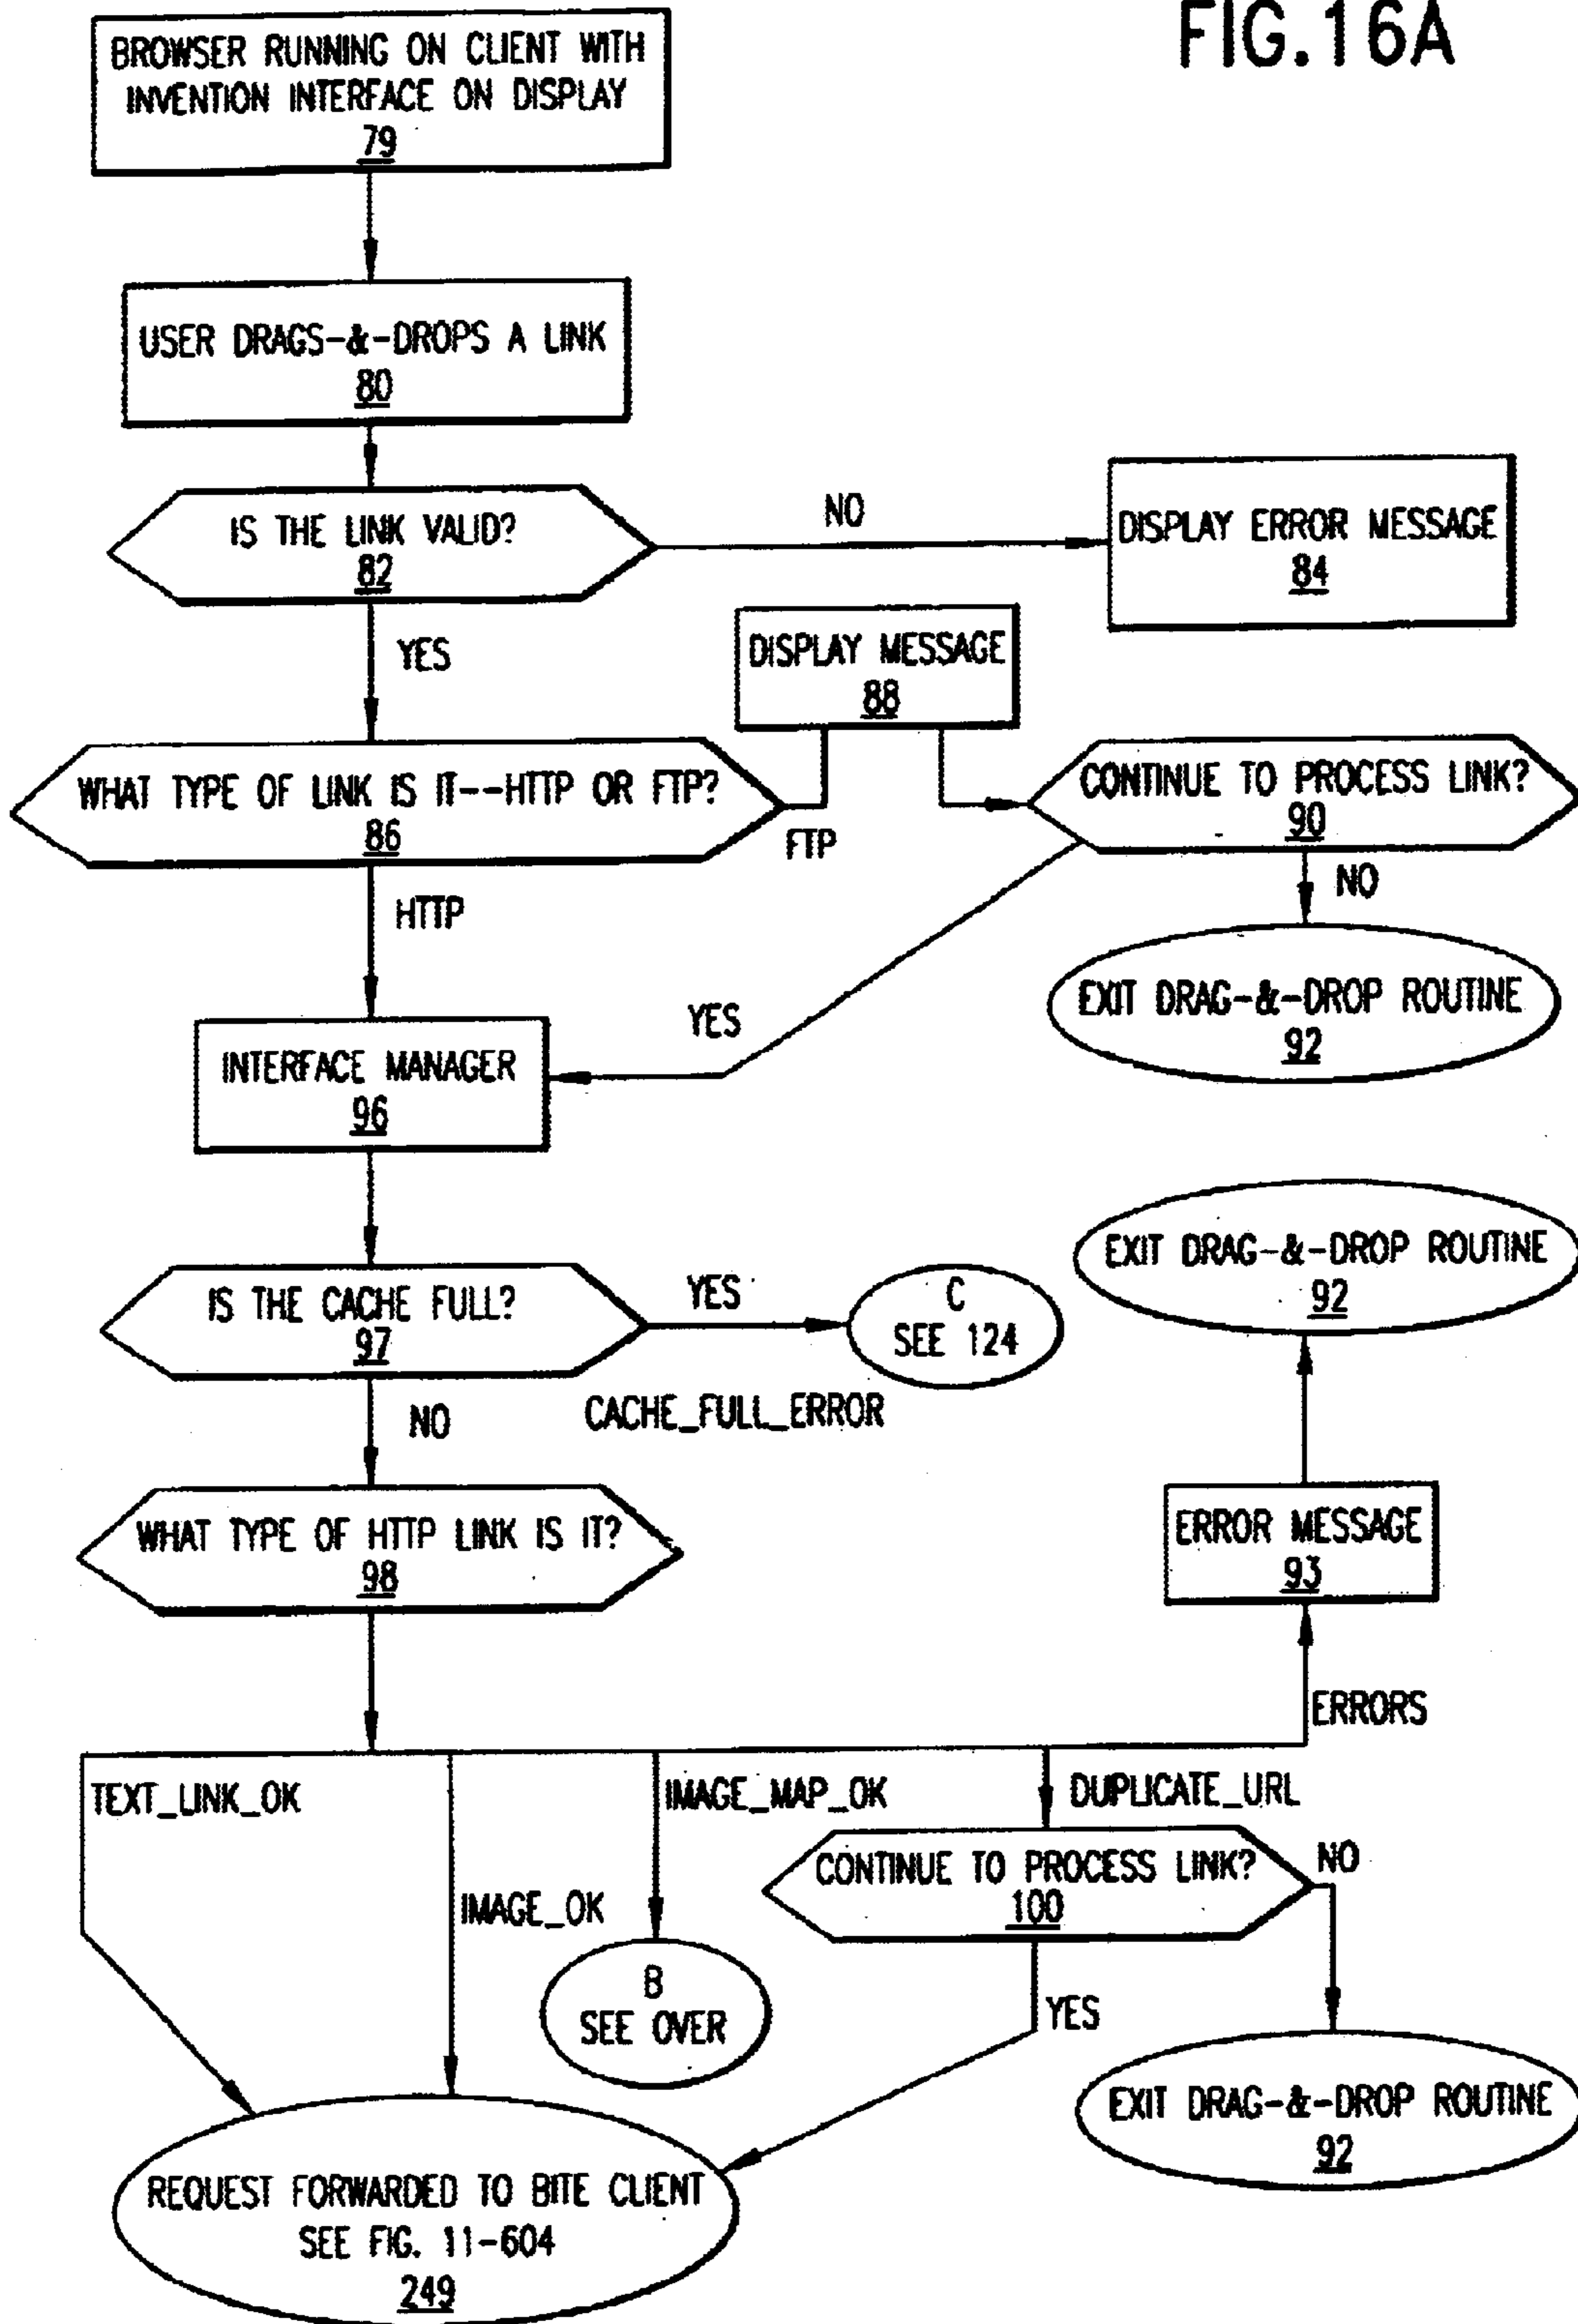 FIG.16A
BROWSER RUNNING ON CLIENT WITH
INVENTION INTERFACE ON DISPLAY
79
USER DRAGS-&-DROPS A LINK
80
IS THE LINK VALID?
82
NO
DISPLAY ERROR MESSAGE
84
YES
DISPLAY MESSAGE
88
WHAT TYPE OF LINK IS IT--HTTP OR FTP?
86
FTP
CONTINUE TO PROCESS LINK?
90
NO
EXIT DRAG-&-DROP ROUTINE
92
HTTP
YES
INTERFACE MANAGER
96
IS THE CACHE FULL?
97
YES
C
SEE 124
CACHE_FULL_ERROR
NO
EXIT DRAG-&-DROP ROUTINE
92
WHAT TYPE OF HTTP LINK IS IT?
98
ERROR MESSAGE
93
ERRORS
TEXT_LINK_OK
IMAGE_OK
IMAGE_MAP_OK
DUPLICATE_URL
CONTINUE TO PROCESS LINK?
100
NO
B
SEE OVER
YES
EXIT DRAG-&-DROP ROUTINE
92
REQUEST FORWARDED TO BITE CLIENT
SEE FIG. 11-604
249